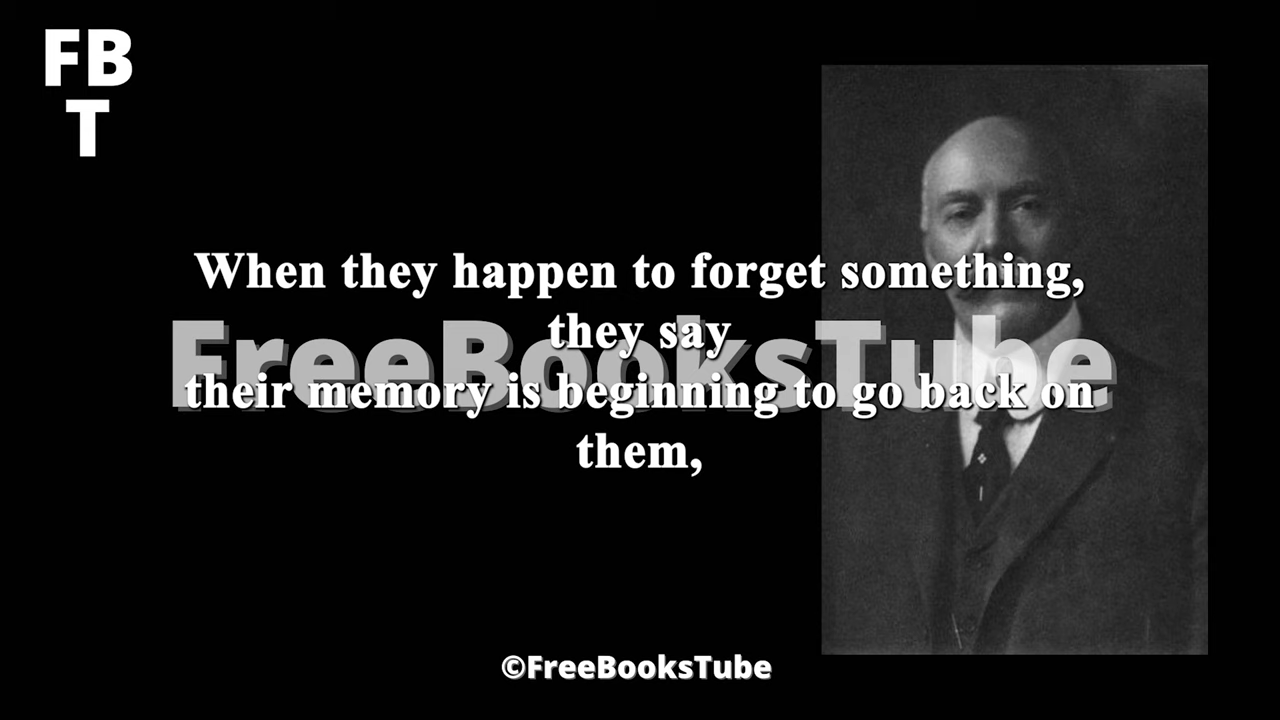 FB
T
When they happen to forget something,
they say
FreeBooksTube
their memory is beginning to go back on
them,
©FreeBooksTube